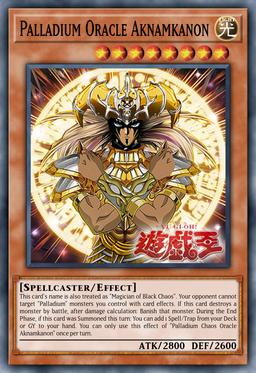 PALLADIUM ORACLE AKNAMKANON
光
YU-GI-OH!
遊戯王
[SPELLCASTER/EFFECT]
This card's name is also treated as "Magician of Black Chaos". Your opponent cannot
target "Palladium" monsters you control with card effects. If this card destroys a
monster by battle, after damage calculation: Banish that monster. During the End
Phase, if this card was Summoned this turn: You can add 1 Spell/Trap from your Deck
or GY to your hand. You can only use this effect of "Palladium Chaos Oracle
Aknamkanon" once per turn.
ATK/2800 DEF/2600